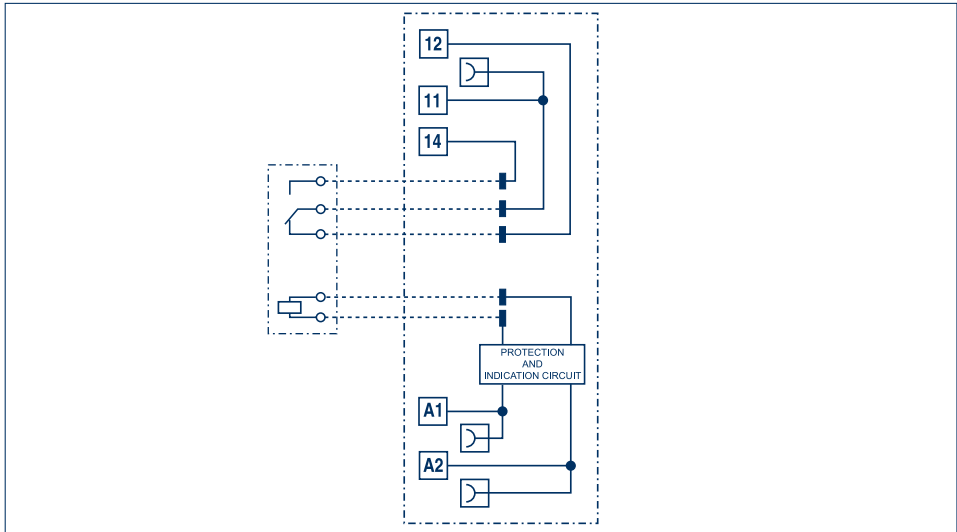 12
11
14
PROTECTION
AND
INDICATION CIRCUIT
A1
A2